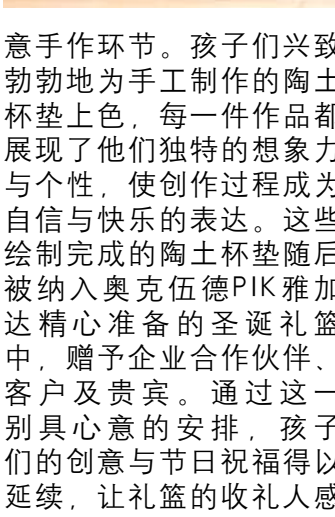 意手作环节。孩子们兴致
勃勃地为手工制作的陶土
杯垫上色，每一件作品都
展现了他们独特的想象力
与个性，使创作过程成为
自信与快乐的表达。这些
绘制完成的陶土杯垫随后
被纳入奥克伍德PIK雅加
达精心准备的圣诞礼篮
中，赠予企业合作伙伴、
客户及贵宾。通过这一
别具心意的安排，孩子
们的创意与节日祝福得以
延续，让礼篮的收礼人感